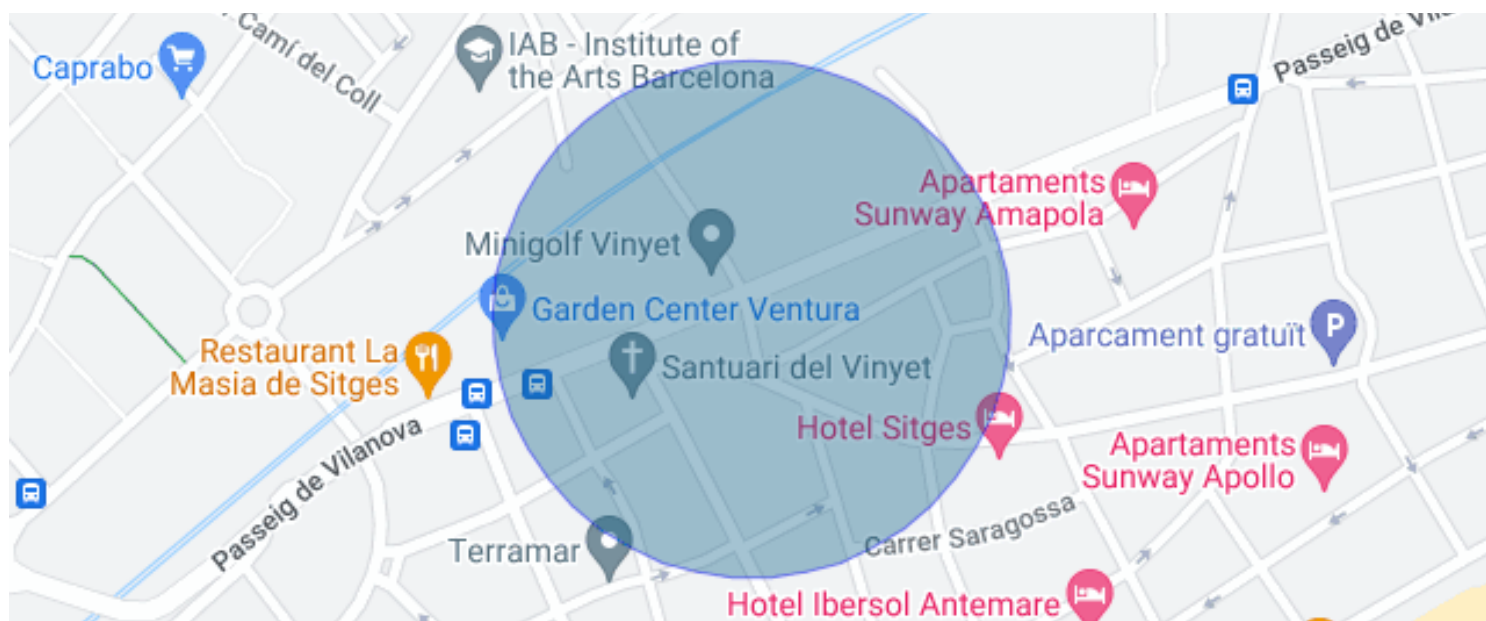 Camí del Coll
IAB - Institute of
the Arts Barcelona
Passeig de Vil
Caprabo
Apartaments
Sunway Amapola
Minigolf Vinyet
Garden Center Ventura
Aparcament gratuït
P
Restaurant La
Masia de Sitges
Santuari del Vinyet
Hotel Sitges
Passeig de Vilanova
Apartaments
Sunway Apollo
Carrer Saragossa
Terramar
Hotel Ibersol Antemare